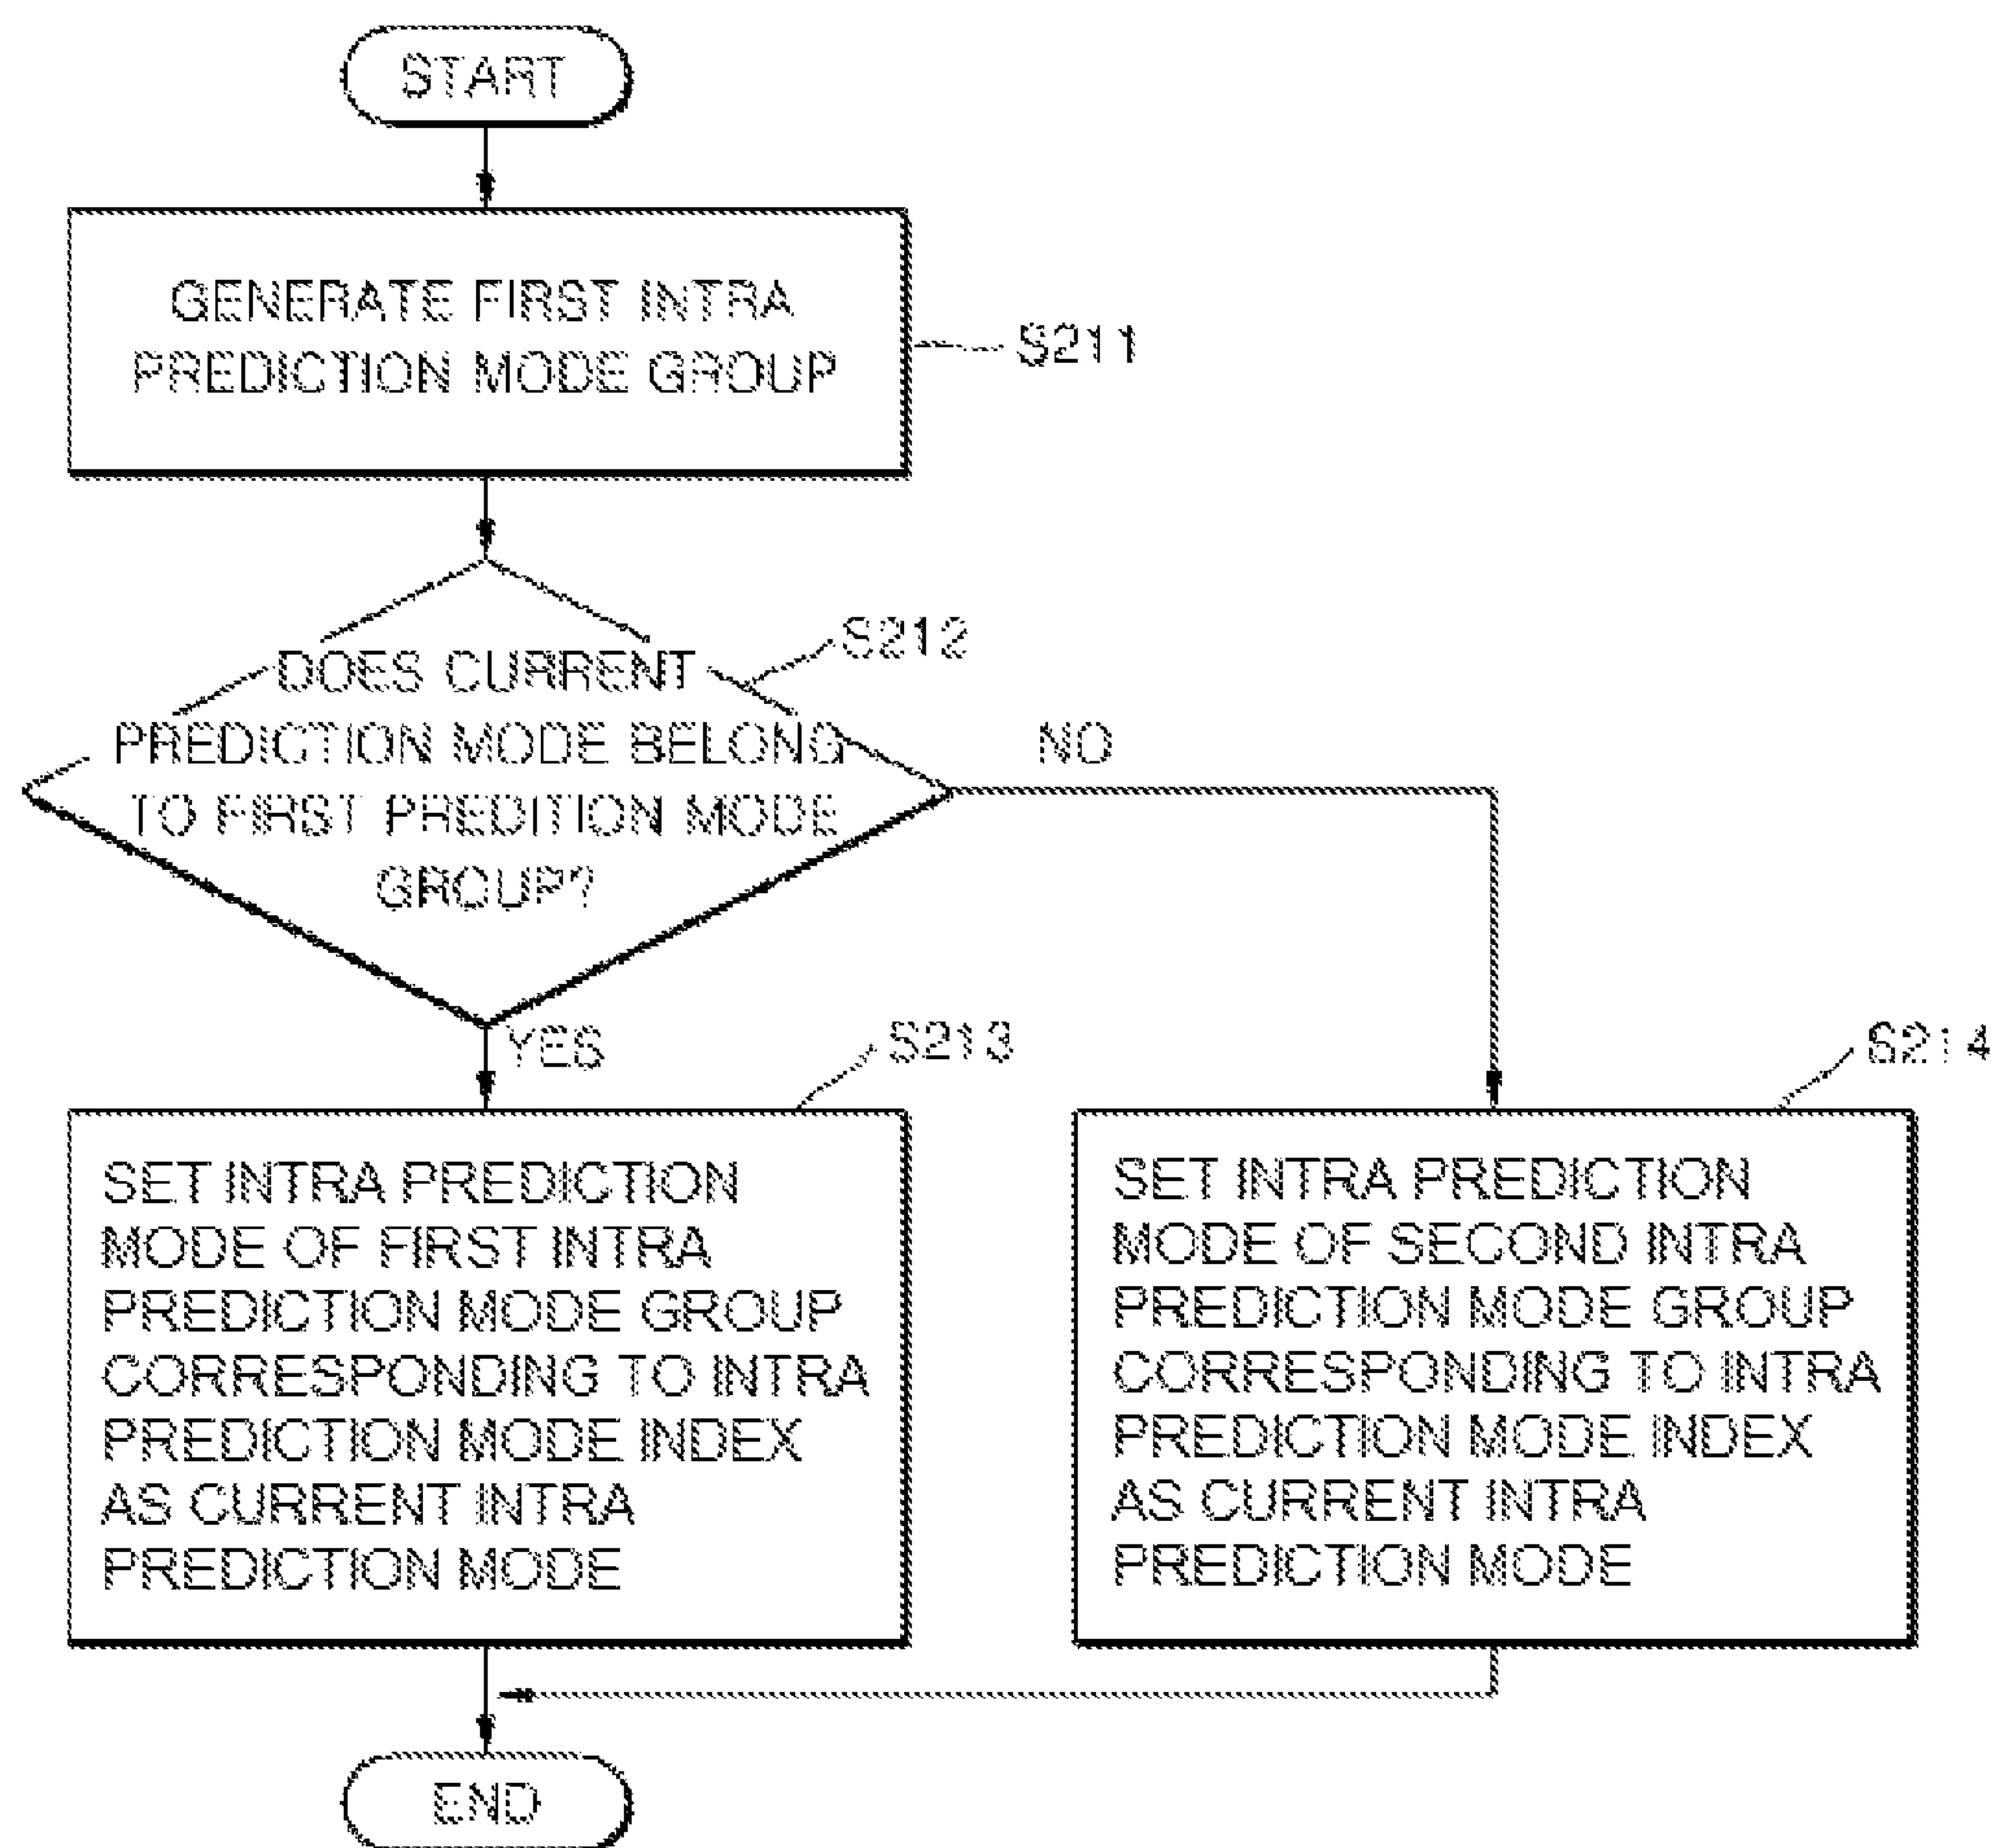 START
GENERATE FIRST INTRA
PREDICTION MODE GROUP
S211
DOES CURRENT
S212
PREDICTION MODE BELONG
TO FIRST PREDITION MODE
GROUP?
NO
YES
S213
SET INTRA PREDICTION
MODE OF FIRST INTRA
PREDICTION MODE GROUP
CORRESPONDING TO INTRA
PREDICTION MODE INDEX
AS CURRENT INTRA
PREDICTION MODE
S214
SET INTRA PREDICTION
MODE OF SECOND INTRA
PREDICTION MODE GROUP
CORRESPONDING TO INTRA
PREDICTION MODE INDEX
AS CURRENT INTRA
PREDICTION MODE
END